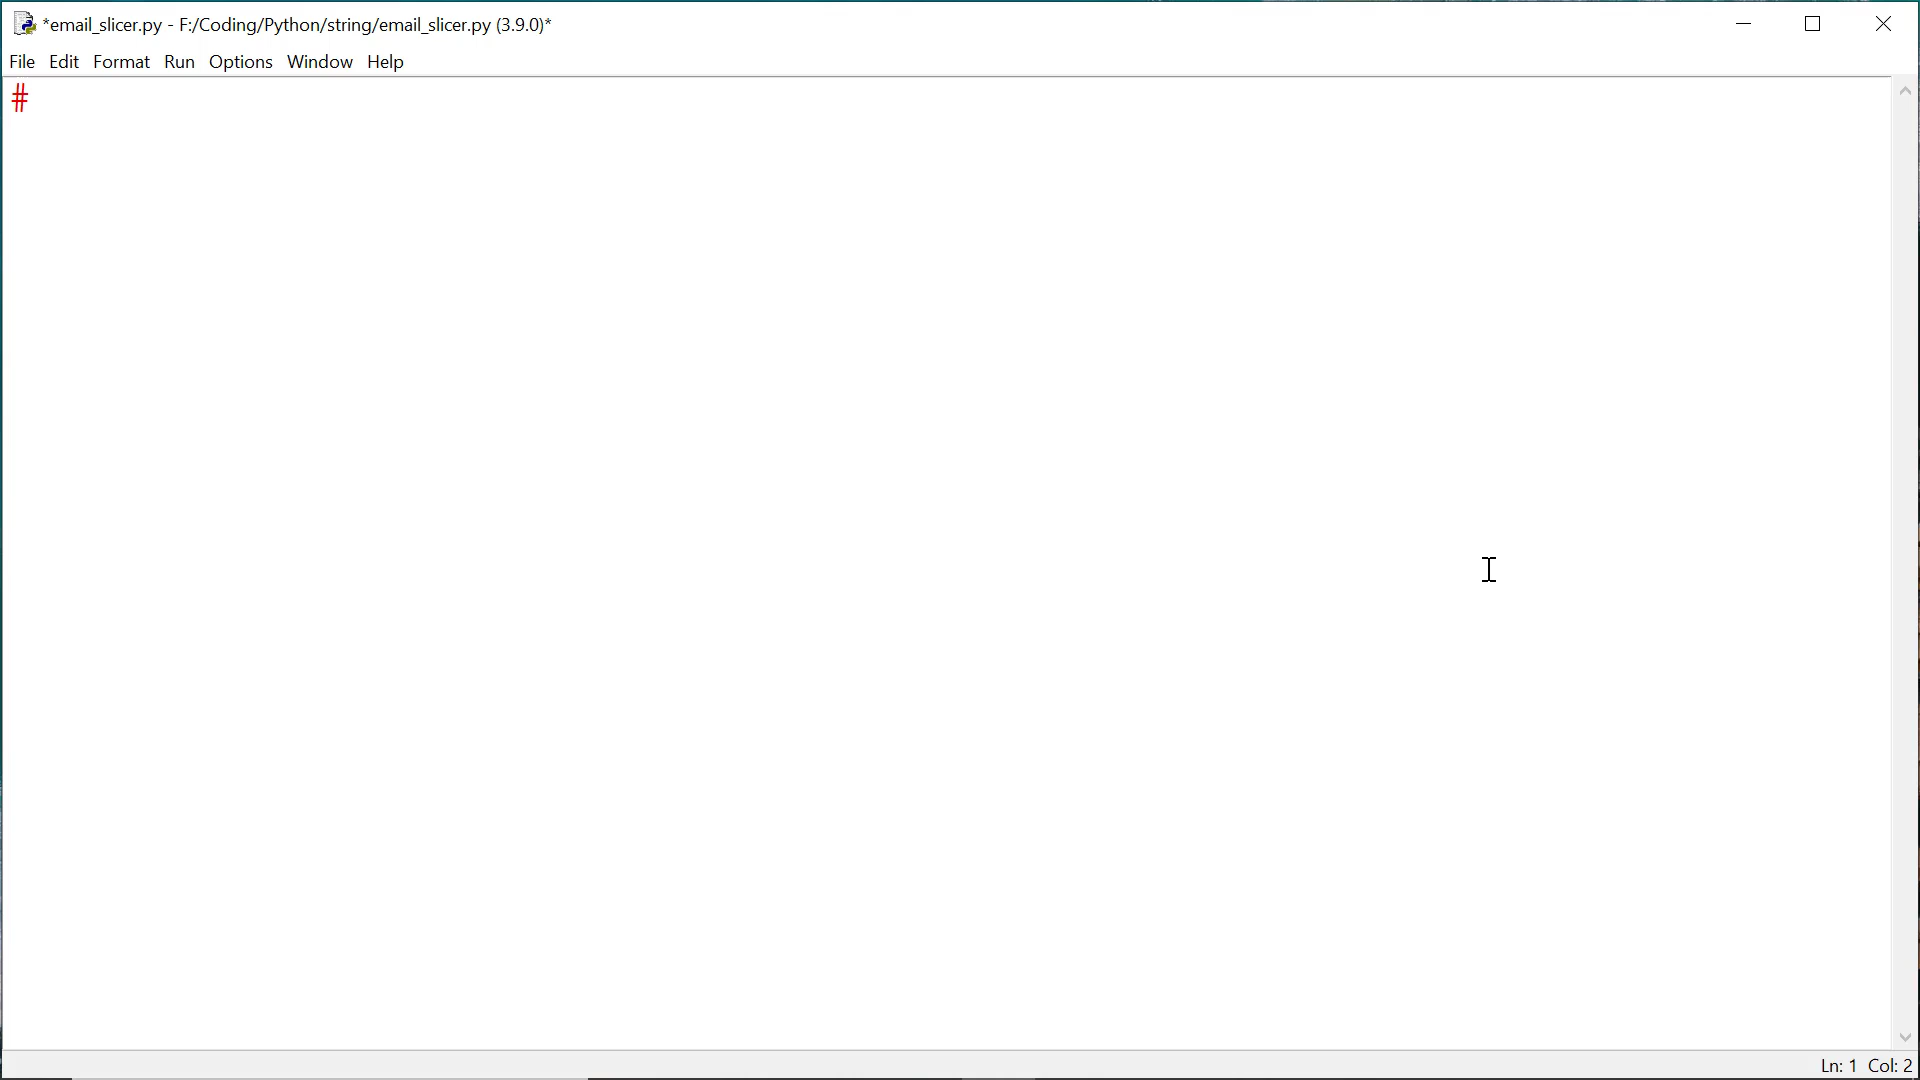 *email_slicer.py - F:/Coding/Python/string/email_slicer.py (3.9.0)*
File Edit Format Run Options Window Help
#
Ln: 1 Col: 2